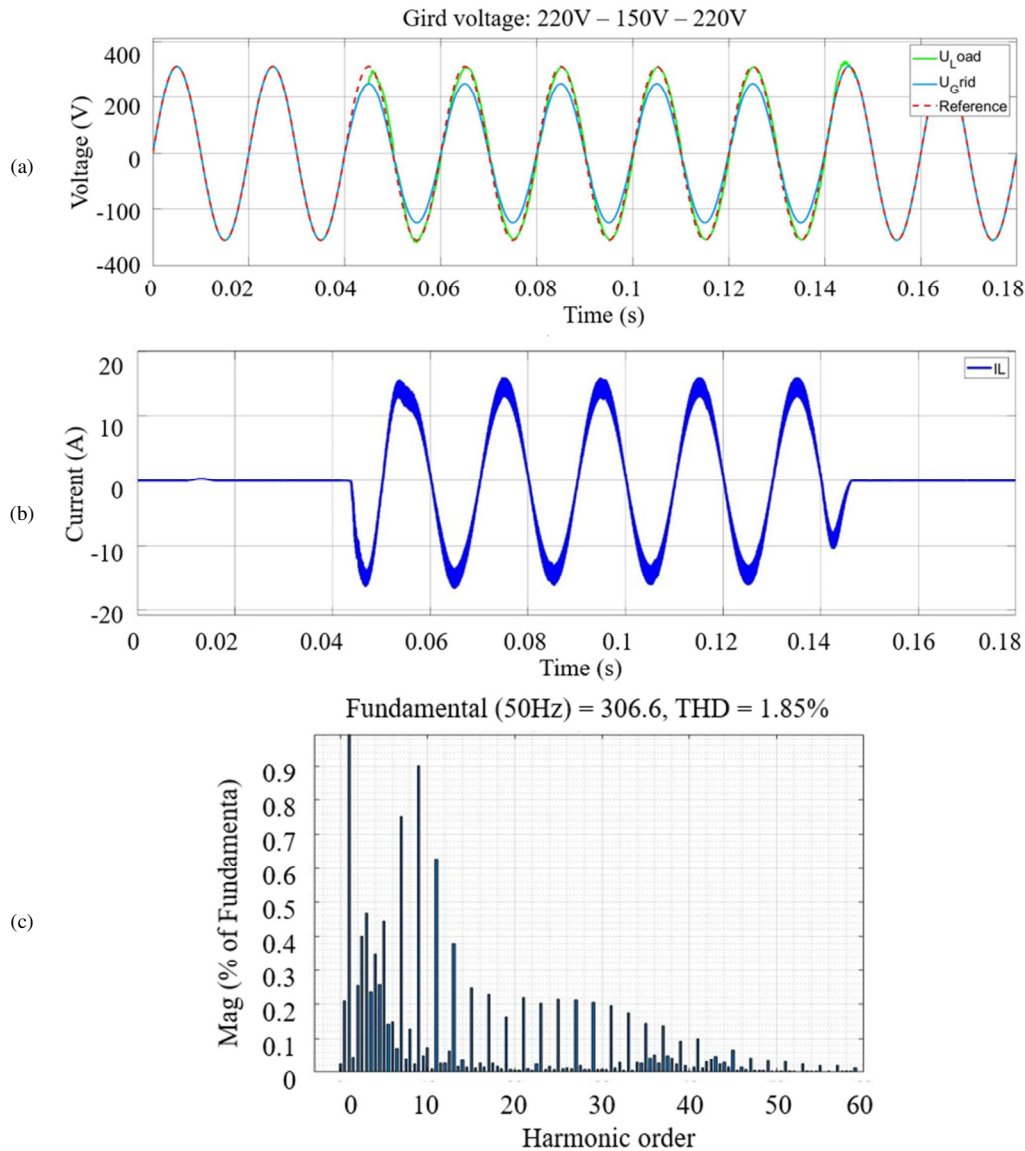 Gird voltage: 220V – 150V – 220V
400
200
0
-100
-400
Voltage (V)
(a)
U_Load
U_Grid
Reference
0 0.02 0.04 0.06 0.08 0.1 0.12 0.14 0.16 0.18
Time (s)
20
10
0
-10
-20
Current (A)
(b)
IL
0 0.02 0.04 0.06 0.08 0.1 0.12 0.14 0.16 0.18
Time (s)
Fundamental (50Hz) = 306.6, THD = 1.85%
0.9
0.8
0.7
0.6
0.5
0.4
0.3
0.2
0.1
0
Mag (% of Fundamenta)
(c)
0 10 20 30 40 50 60
Harmonic order